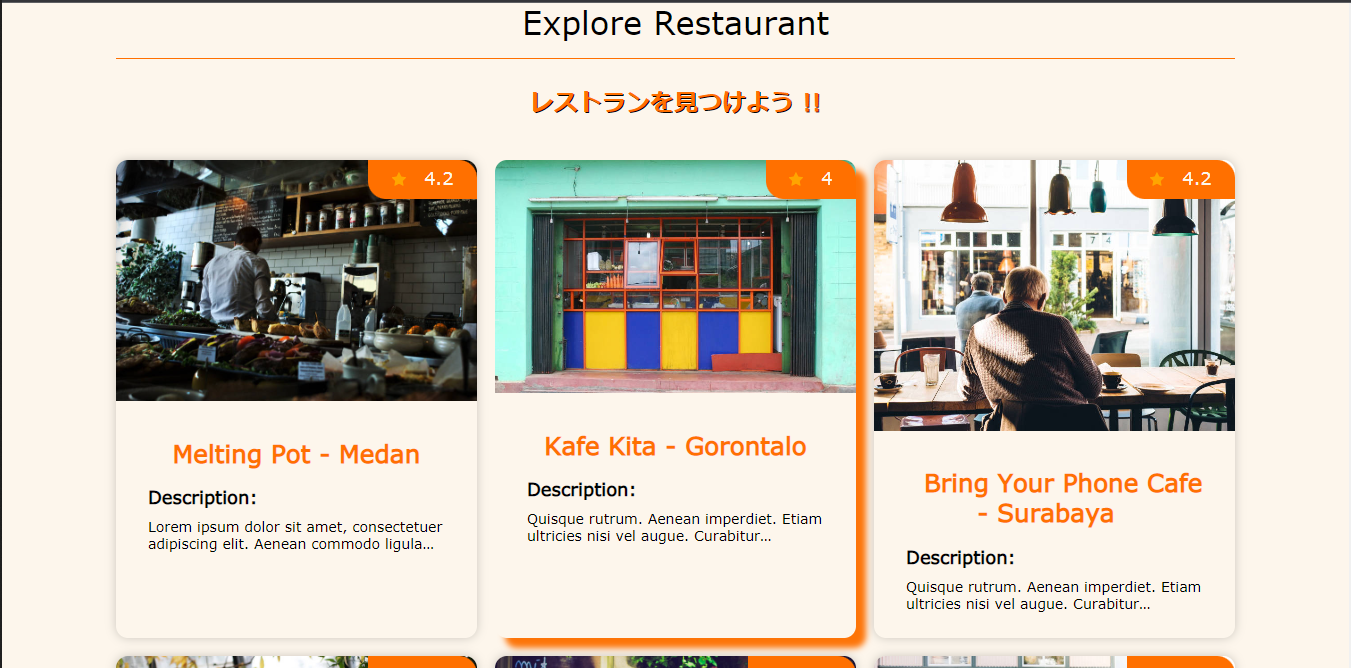 Explore Restaurant
レストランを見つけよう !!
4.2
4
4.2
Melting Pot - Medan
Description:
Lorem ipsum dolor sit amet, consectetuer
adipiscing elit. Aenean commodo ligula...
Kafe Kita - Gorontalo
Description:
Quisque rutrum. Aenean imperdiet. Etiam
ultricies nisi vel augue. Curabitur...
Bring Your Phone Cafe
- Surabaya
Description:
Quisque rutrum. Aenean imperdiet. Etiam
ultricies nisi vel augue. Curabitur...